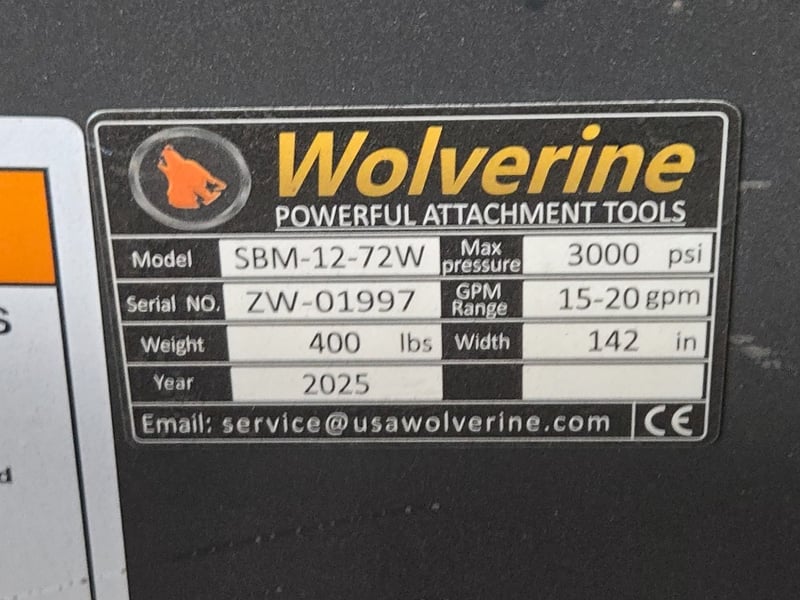 Wolverine
POWERFUL ATTACHMENT TOOLS
Model SBM-12-72W Max pressure 3000 psi
Serial NO. ZW-01997 GPM Range 15-20 gpm
Weight 400 lbs Width 142 in
Year 2025
Email: service@usawolverine.com CE
S
d